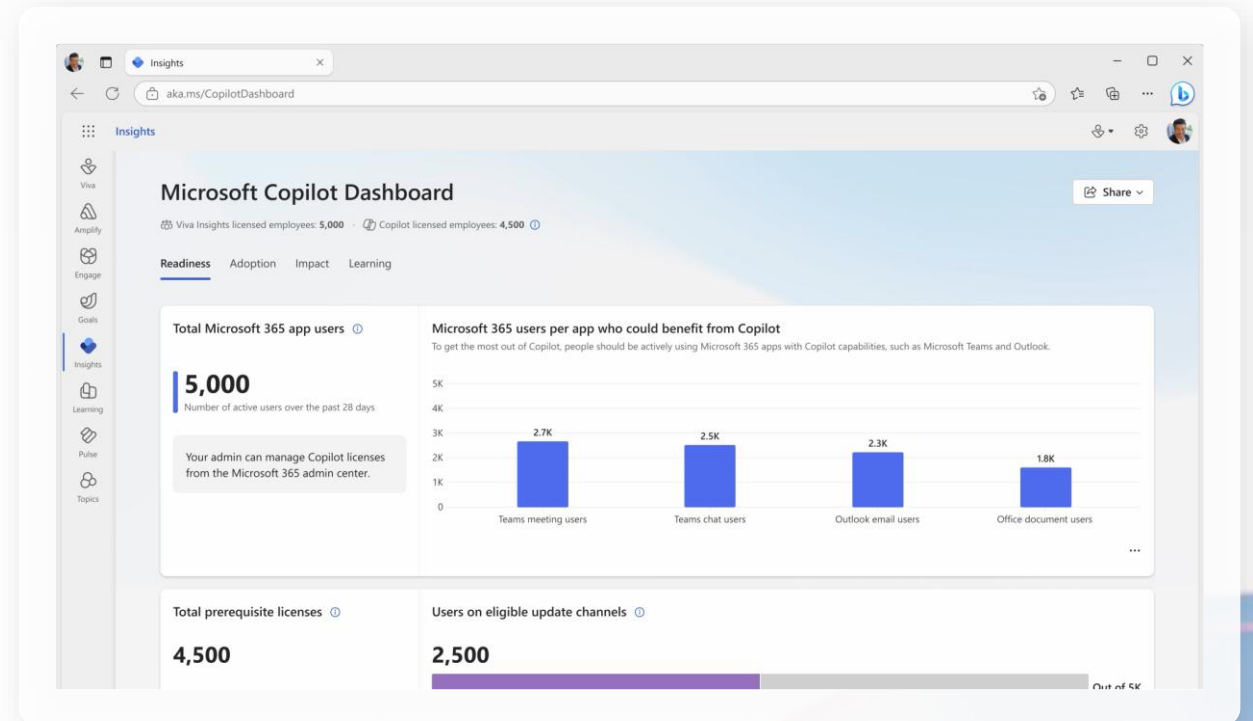 Insights
aka.ms/CopilotDashboard
Insights
Viva
Amplify
Engage
Goals
Insights
Learning
Pulse
Topics
Microsoft Copilot Dashboard
Share
Viva Insights licensed employees: 5,000 · Copilot licensed employees: 4,500
Readiness Adoption Impact Learning
Total Microsoft 365 app users
5,000
Number of active users over the past 28 days
Your admin can manage Copilot licenses
from the Microsoft 365 admin center.
Microsoft 365 users per app who could benefit from Copilot
To get the most out of Copilot, people should be actively using Microsoft 365 apps with Copilot capabilities, such as Microsoft Teams and Outlook.
5K
4K
3K
2K
1K
0
2.7K
2.5K
2.3K
1.8K
Teams meeting users
Teams chat users
Outlook email users
Office document users
Total prerequisite licenses
4,500
Users on eligible update channels
2,500
Out of 5K